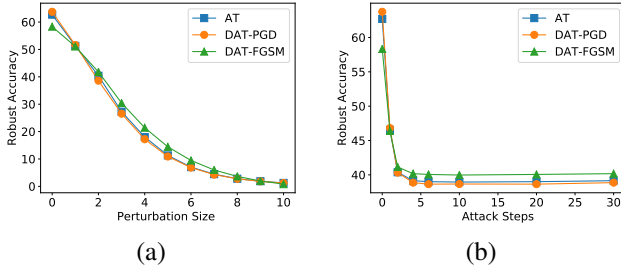 Robust Accuracy
60
50
40
30
20
10
0
0 2 4 6 8 10
Perturbation Size
AT
DAT-PGD
DAT-FGSM
(a)
Robust Accuracy
60
55
50
45
40
0 5 10 15 20 25 30
Attack Steps
AT
DAT-PGD
DAT-FGSM
(b)